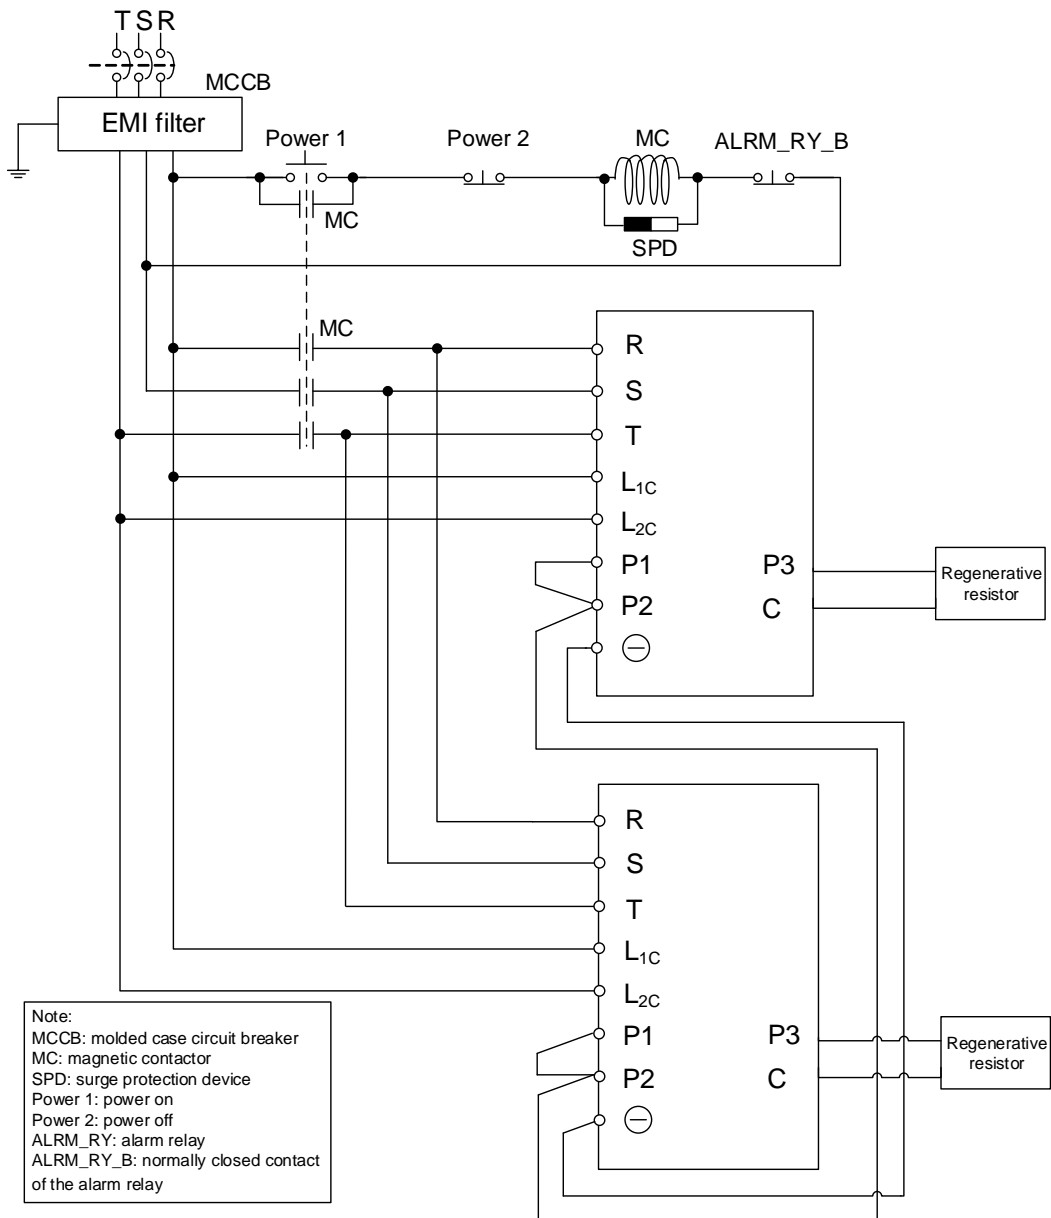 T S R
MCCB
EMI filter
Power 1
Power 2
MC
ALRM_RY_B
MC
SPD
MC
R
S
T
L1C
L2C
P1
P2
P3
C
Regenerative
resistor
R
S
T
L1C
L2C
P1
P2
P3
C
Regenerative
resistor
Note:
MCCB: molded case circuit breaker
MC: magnetic contactor
SPD: surge protection device
Power 1: power on
Power 2: power off
ALRM_RY: alarm relay
ALRM_RY_B: normally closed contact
of the alarm relay